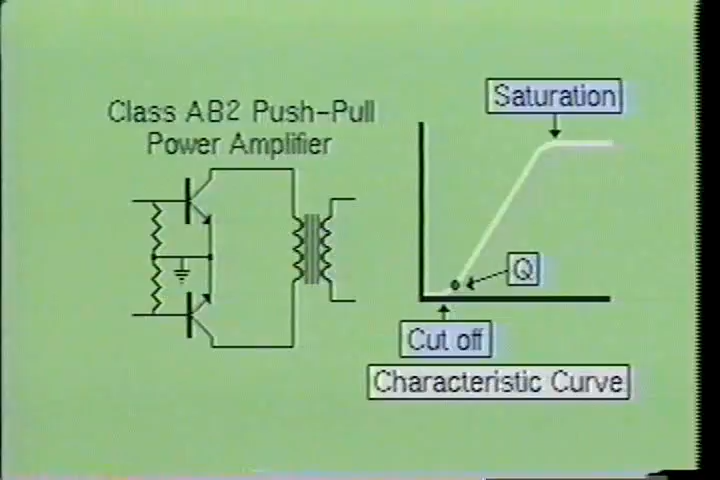 Class AB2 Push-Pull
Power Amplifier
Saturation
Q
Cut off
Characteristic Curve